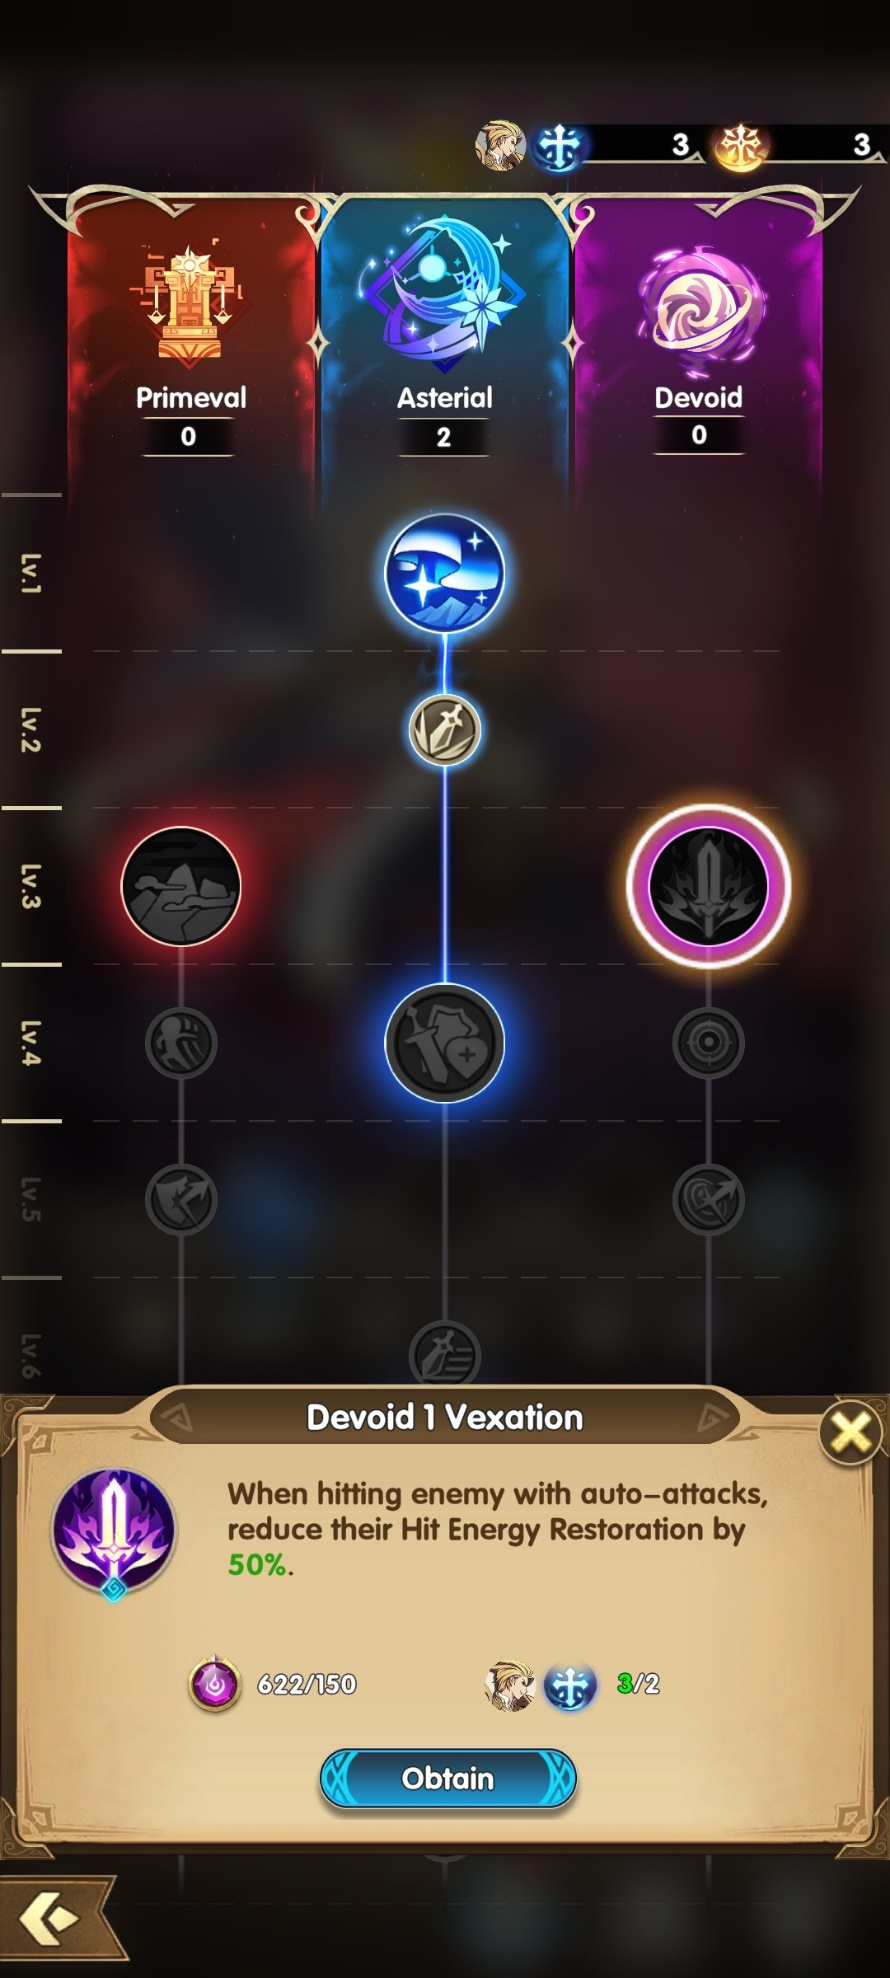 3
3
Primeval
Asterial
Devoid
0
2
0
Lv.1
Lv.2
Lv.3
Lv.4
Lv.5
Lv.6
Devoid 1 Vexation
When hitting enemy with auto-attacks,
reduce their Hit Energy Restoration by
50%.
622/150
3/2
Obtain